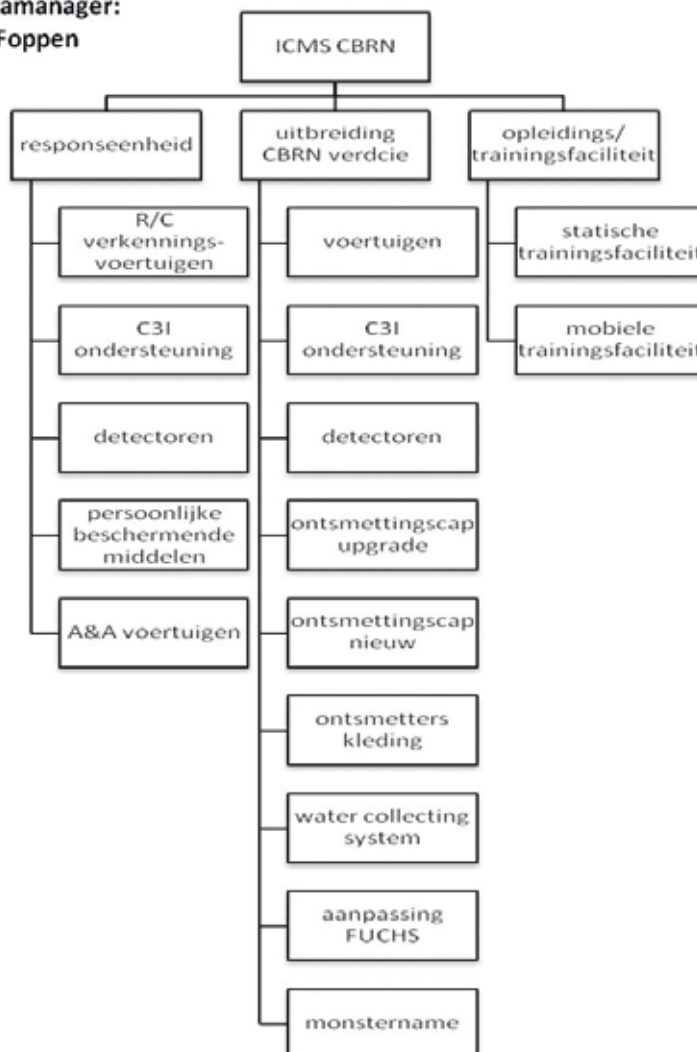 amanager:
Foppen
ICMS CBRN
responseenheid
R/C
verkennings-
voertuigen
C3I
ondersteuning
detectoren
persoonlijke
beschermende
middelen
A&A voertuigen
uitbreiding
CBRN verdcie
voertuigen
C3I
ondersteuning
detectoren
ontsmettingscap
upgrade
ontsmettingscap
nieuw
ontsmetters
kleding
water collecting
system
aanpassing
FUCHS
monstername
opleidings/
trainingsfaciliteit
statische
trainingsfaciliteit
mobiele
trainingsfaciliteit